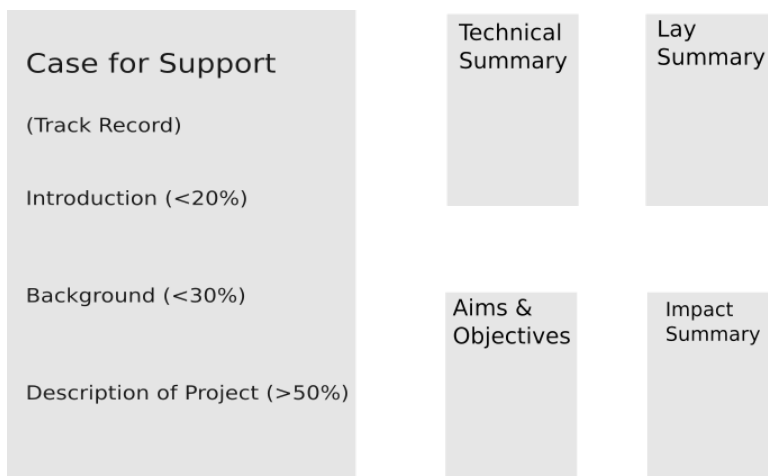 Case for Support
(Track Record)
Introduction (<20%)
Background (<30%)
Description of Project (>50%)
Technical
Summary
Lay
Summary
Aims &
Objectives
Impact
Summary